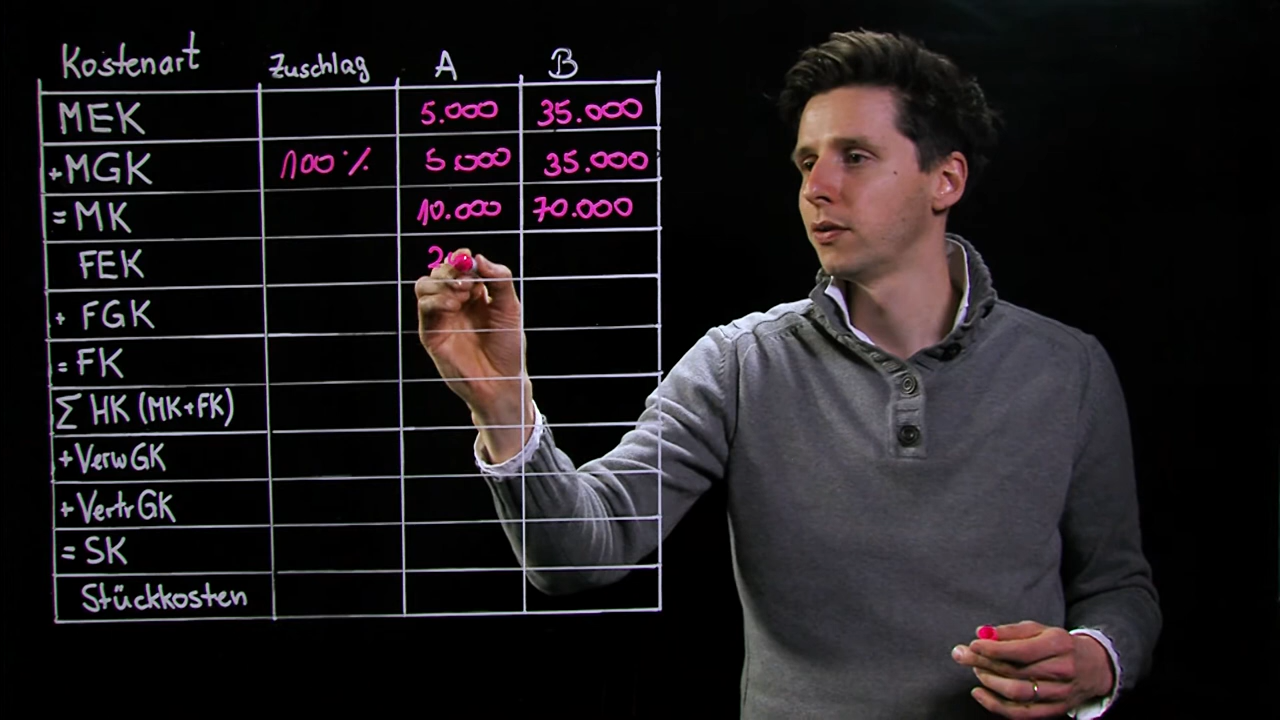 Kostenart Zuschlag A B
MEK 5.000 35.000
+MGK 100% 5.000 35.000
=MK 10.000 70.000
FEK 2
+ FGK
=FK
∑ HK (MK+FK)
+VerwGK
+VertrGK
=SK
Stückkosten